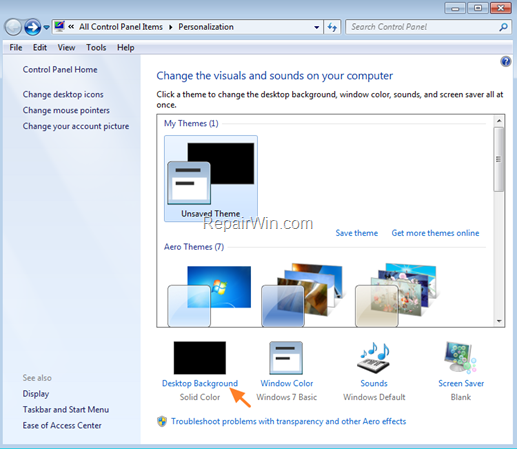 All Control Panel Items
Personalization
Search Control Panel
File Edit View Tools Help
Control Panel Home
Change desktop icons
Change mouse pointers
Change your account picture
See also
Display
Taskbar and Start Menu
Ease of Access Center
Change the visuals and sounds on your computer
Click a theme to change the desktop background, window color, sounds, and screen saver all at
once.
My Themes (1)
Unsaved Theme
RepairWin.com
Save theme Get more themes online
Aero Themes (7)
Desktop Background Window Color Sounds Screen Saver
Solid Color Windows 7 Basic Windows Default Blank
Troubleshoot problems with transparency and other Aero effects